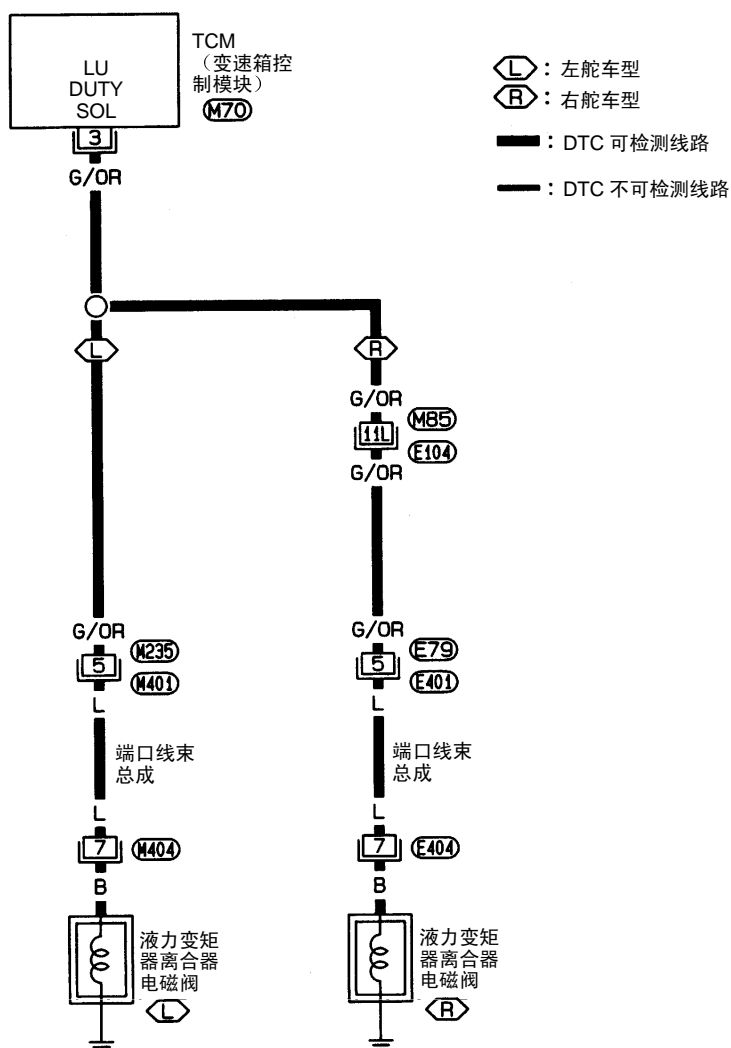 LU
DUTY
SOL
TCM
（变速箱控
制模块）
M70
3
G/OR
L ：左舵车型
R ：右舵车型
：DTC 可检测线路
：DTC 不可检测线路
L
R
G/OR
11L
M85
E104
G/OR
G/OR
5
M235
M401
L
端口线束
总成
L
7
M404
B
液力变矩
器离合器
电磁阀
L
G/OR
5
E79
E401
L
端口线束
总成
L
7
E404
B
液力变矩
器离合器
电磁阀
R